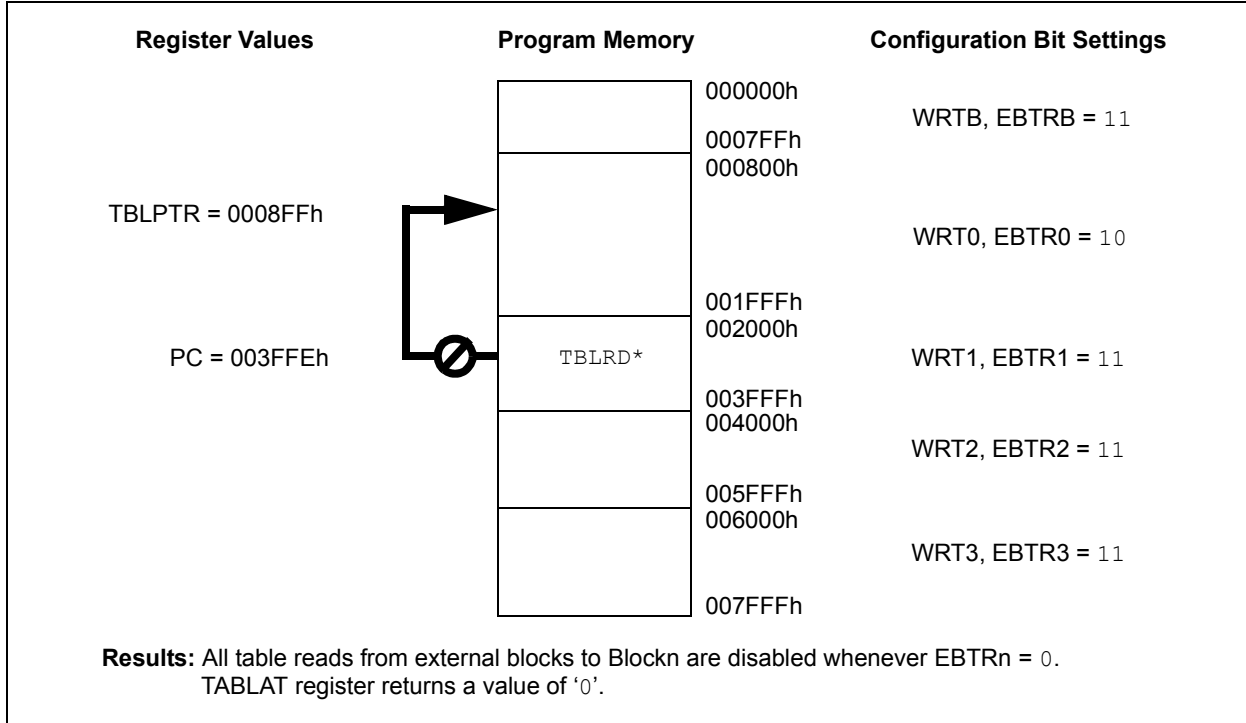 Register Values Program Memory Configuration Bit Settings
000000h
WRTB, EBTRB = 11
0007FFh
000800h
TBLPTR = 0008FFh
WRT0, EBTR0 = 10
001FFFh
002000h
PC = 003FFEh TBLRD* WRT1, EBTR1 = 11
003FFFh
004000h
WRT2, EBTR2 = 11
005FFFh
006000h
WRT3, EBTR3 = 11
007FFFh
Results: All table reads from external blocks to Blockn are disabled whenever EBTRn = 0.
TABLAT register returns a value of ‘0’.